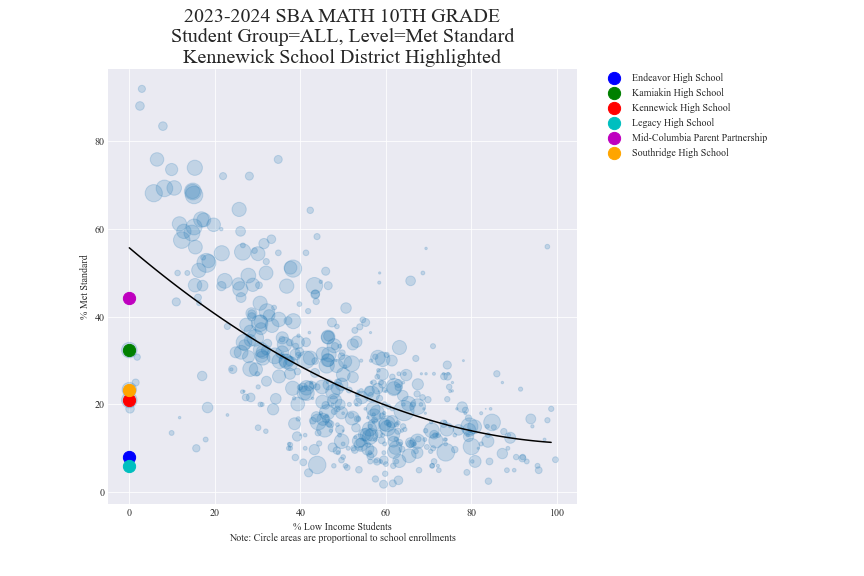 2023-2024 SBA MATH 10TH GRADE
Student Group=ALL, Level=Met Standard
Kennewick School District Highlighted
Endeavor High School
Kamiakin High School
Kennewick High School
Legacy High School
Mid-Columbia Parent Partnership
Southridge High School
80
60
40
20
0
% Met Standard
0 20 40 60 80 100
% Low Income Students
Note: Circle areas are proportional to school enrollments